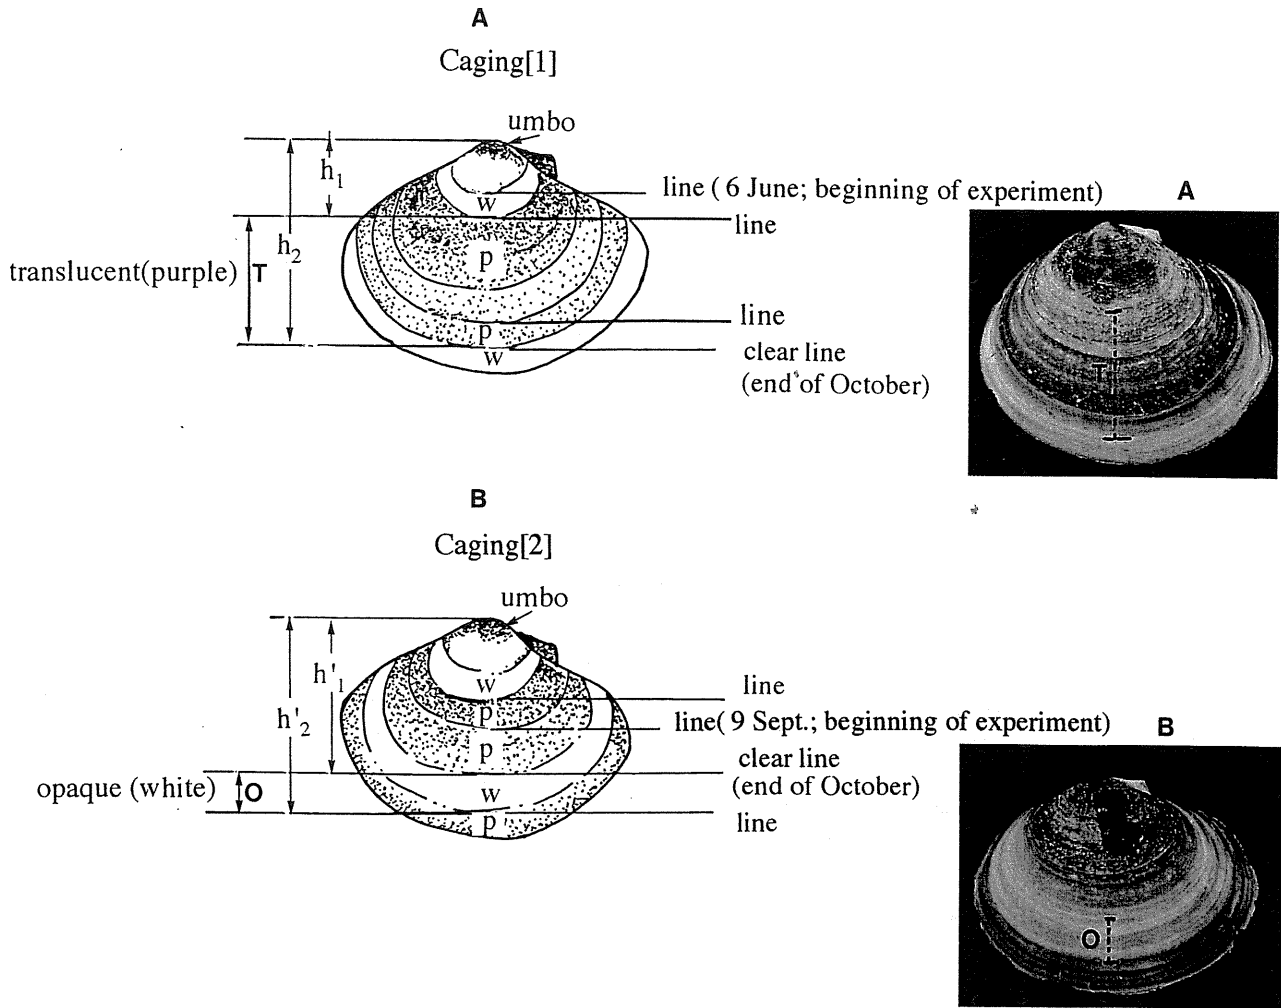 A
Caging[1]
umbo
h1
w
line ( 6 June; beginning of experiment)
A
line
h2
p
translucent(purple) T
line
p
w
clear line
(end of October)
T
B
Caging[2]
umbo
h'1
w
line
p
h'2
line( 9 Sept.; beginning of experiment)
B
p
clear line
(end of October)
opaque (white) O
w
line
p
O